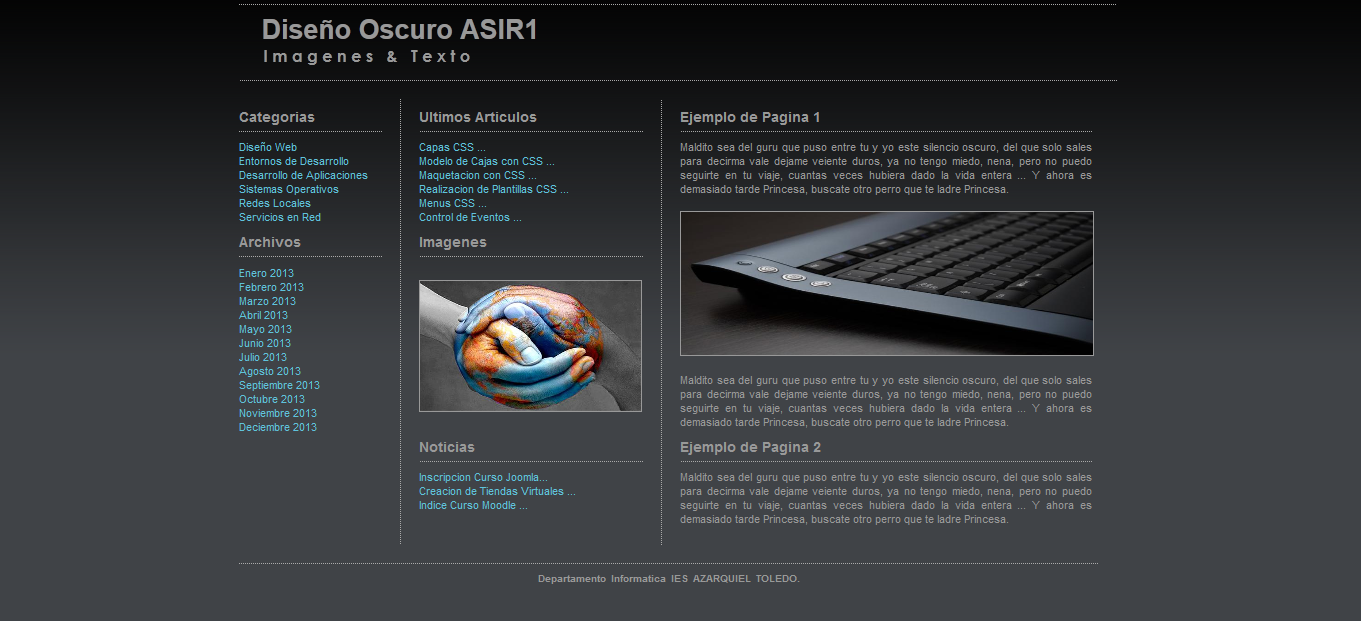 Diseño Oscuro ASIR1
Imagenes & Texto
Categorias
Diseño Web
Entornos de Desarrollo
Desarrollo de Aplicaciones
Sistemas Operativos
Redes Locales
Servicios en Red
Archivos
Enero 2013
Febrero 2013
Marzo 2013
Abril 2013
Mayo 2013
Junio 2013
Julio 2013
Agosto 2013
Septiembre 2013
Octubre 2013
Noviembre 2013
Deciembre 2013
Ultimos Articulos
Capas CSS ...
Modelo de Cajas con CSS ...
Maquetacion con CSS ...
Realizacion de Plantillas CSS ...
Menus CSS ...
Control de Eventos ...
Imagenes
Noticias
Inscripcion Curso Joomla...
Creacion de Tiendas Virtuales ...
Indice Curso Moodle ...
Ejemplo de Pagina 1
Maldito sea del guru que puso entre tu y yo este silencio oscuro, del que solo sales
para decirma vale dejame veiente duros, ya no tengo miedo, nena, pero no puedo
seguirte en tu viaje, cuantas veces hubiera dado la vida entera ... Y ahora es
demasiado tarde Princesa, buscate otro perro que te ladre Princesa.
Maldito sea del guru que puso entre tu y yo este silencio oscuro, del que solo sales
para decirma vale dejame veiente duros, ya no tengo miedo, nena, pero no puedo
seguirte en tu viaje, cuantas veces hubiera dado la vida entera ... Y ahora es
demasiado tarde Princesa, buscate otro perro que te ladre Princesa.
Ejemplo de Pagina 2
Maldito sea del guru que puso entre tu y yo este silencio oscuro, del que solo sales
para decirma vale dejame veiente duros, ya no tengo miedo, nena, pero no puedo
seguirte en tu viaje, cuantas veces hubiera dado la vida entera ... Y ahora es
demasiado tarde Princesa, buscate otro perro que te ladre Princesa.
Departamento Informatica IES AZARQUIEL TOLEDO.